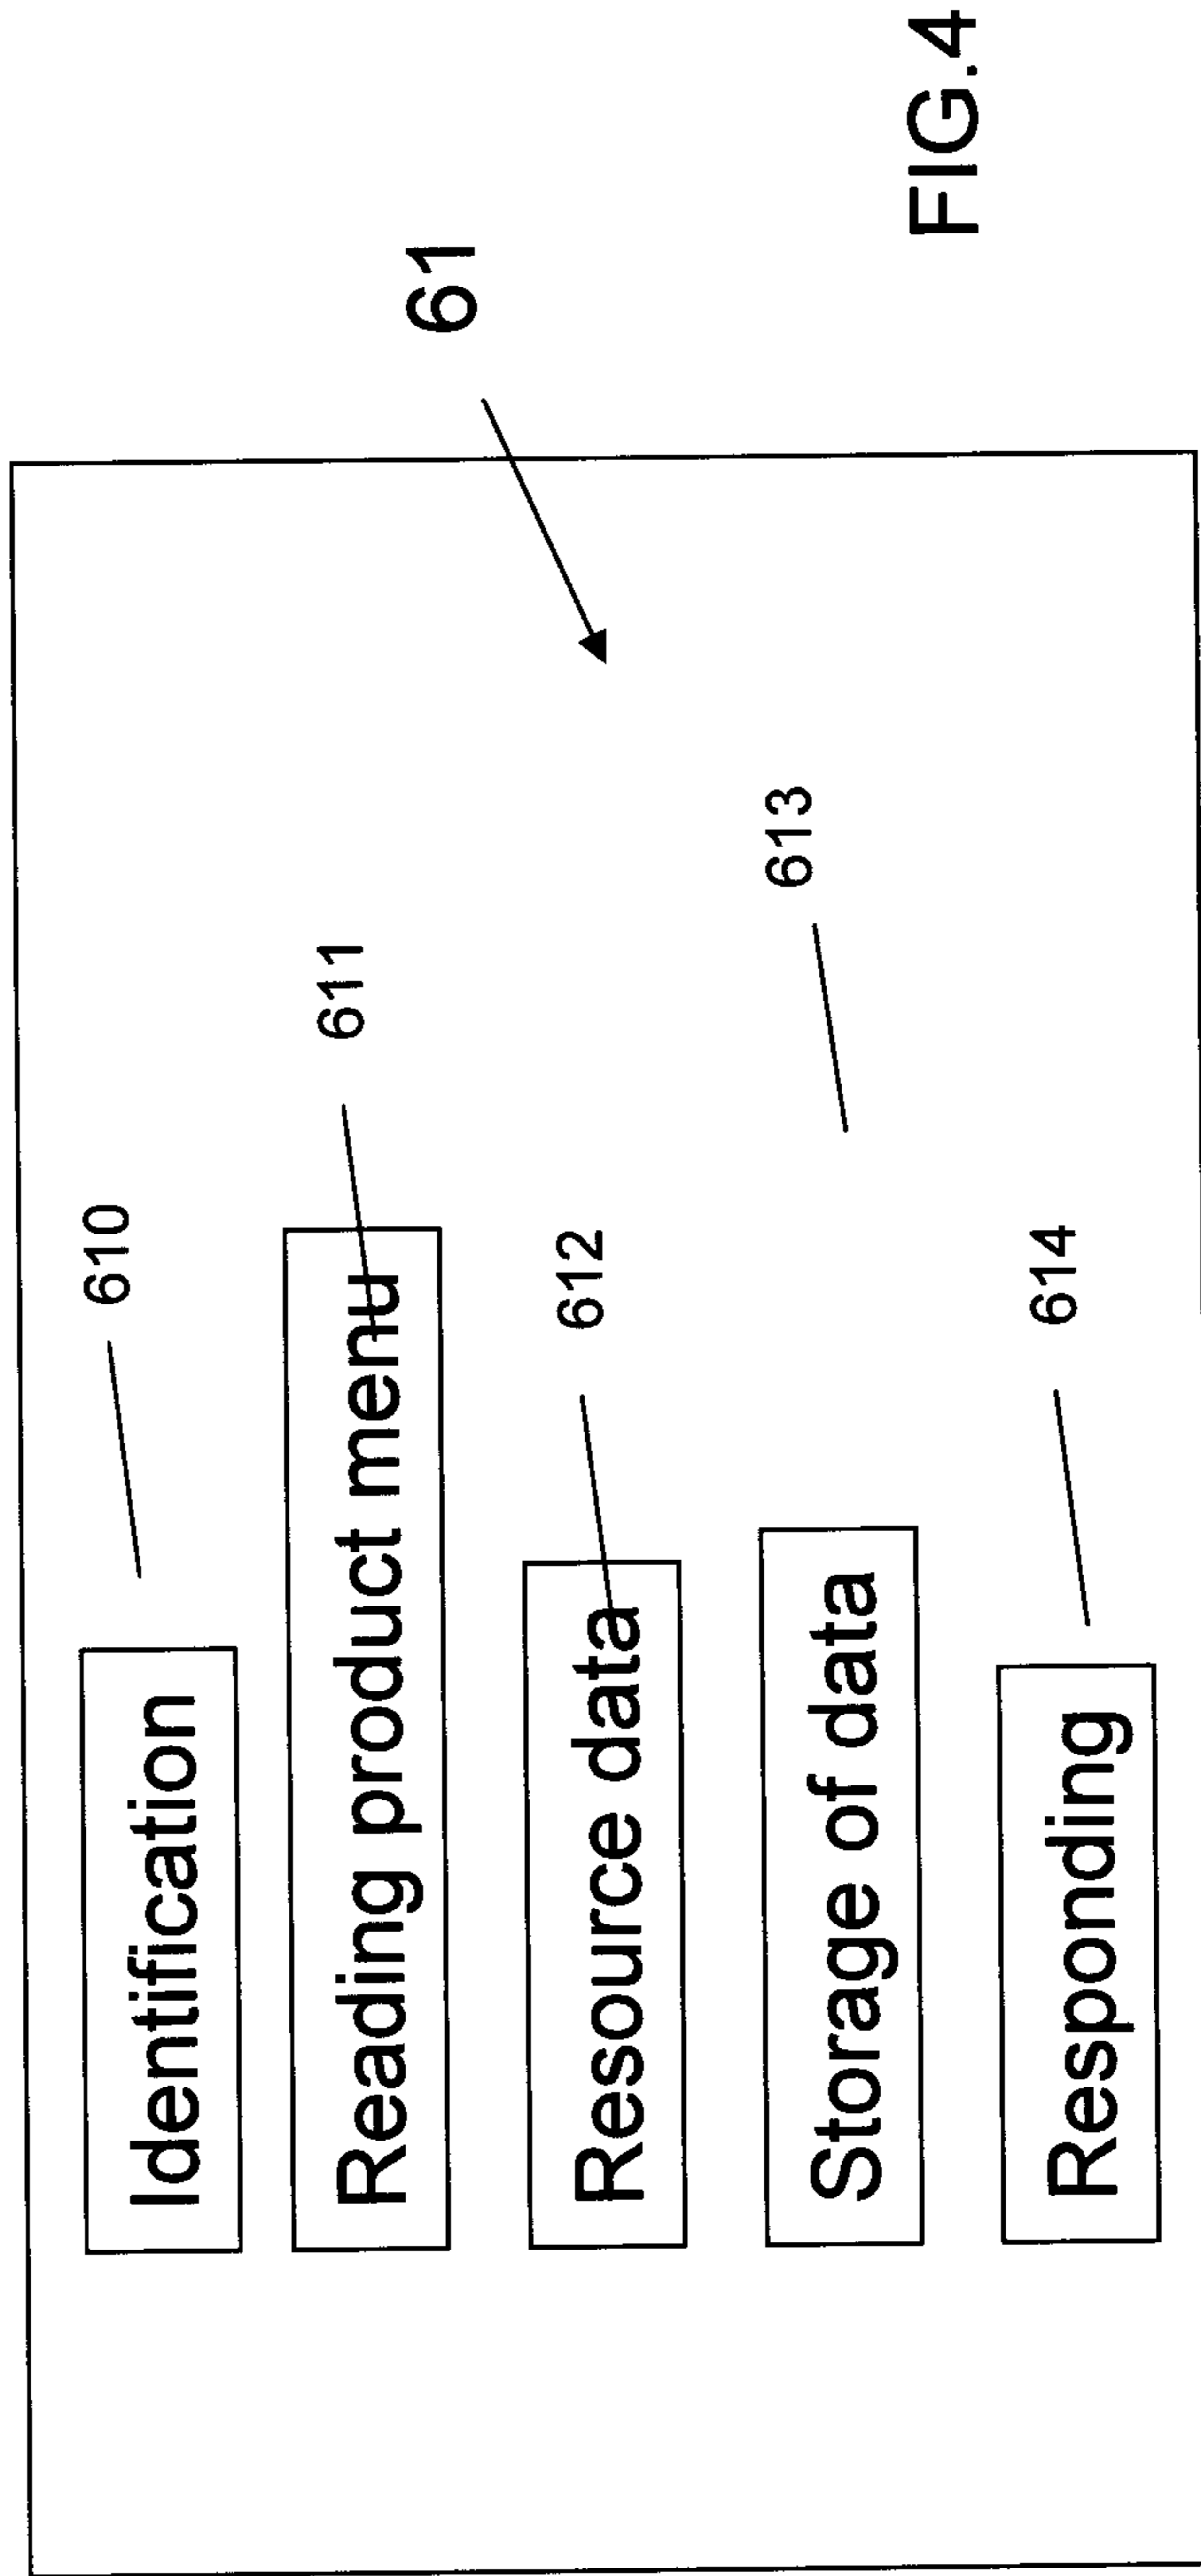 Identification
610
Reading product menu
611
Resource data
612
Storage of data
613
Responding
614
61
FIG.4